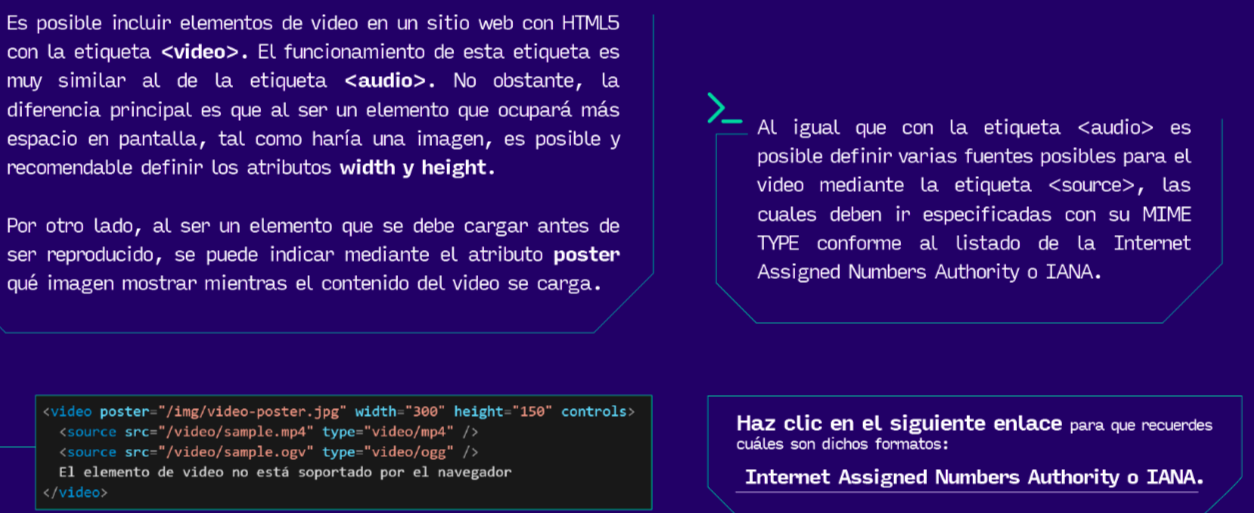 Es posible incluir elementos de video en un sitio web con HTML5
con la etiqueta <video>. El funcionamiento de esta etiqueta es
muy similar al de la etiqueta <audio>. No obstante, la
diferencia principal es que al ser un elemento que ocupará más
espacio en pantalla, tal como haría una imagen, es posible y
recomendable definir los atributos width y height.
Por otro lado, al ser un elemento que se debe cargar antes de
ser reproducido, se puede indicar mediante el atributo poster
qué imagen mostrar mientras el contenido del video se carga.
>_
Al igual que con la etiqueta <audio> es
posible definir varias fuentes posibles para el
video mediante la etiqueta <source>, las
cuales deben ir especificadas con su MIME
TYPE conforme al listado de la Internet
Assigned Numbers Authority o IANA.
<video poster="/img/video-poster.jpg" width="300" height="150" controls>
<source src="/video/sample.mp4" type="video/mp4" />
<source src="/video/sample.ogv" type="video/ogg" />
El elemento de video no está soportado por el navegador
</video>
Haz clic en el siguiente enlace para que recuerdes
cuáles son dichos formatos:
Internet Assigned Numbers Authority o IANA.